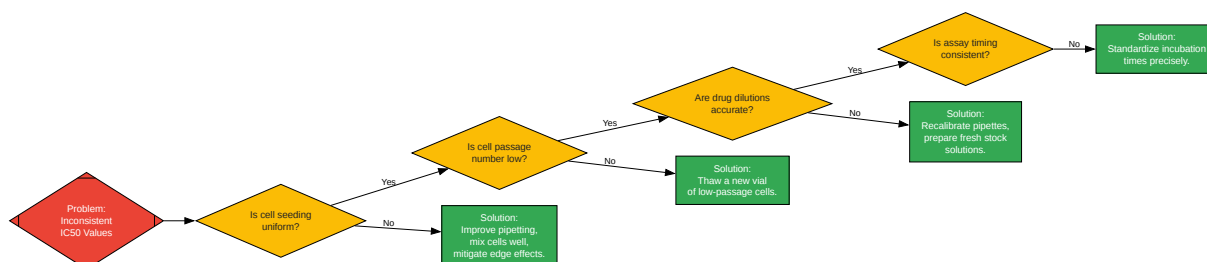 Problem:
Inconsistent
IC50 Values
Is cell seeding
uniform?
No
Solution:
Improve pipetting,
mix cells well,
mitigate edge effects.
Yes
Is cell passage
number low?
No
Solution:
Thaw a new vial
of low-passage cells.
Yes
Are drug dilutions
accurate?
No
Solution:
Recalibrate pipettes,
prepare fresh stock
solutions.
Yes
Is assay timing
consistent?
No
Solution:
Standardize incubation
times precisely.